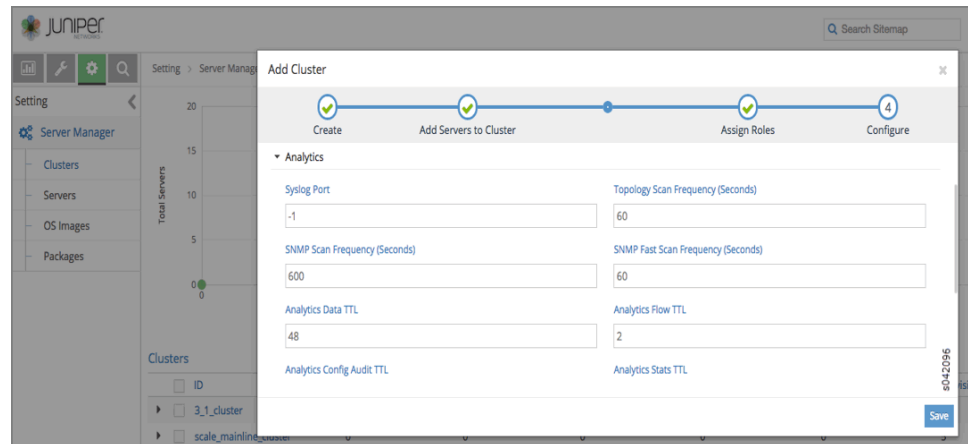 JUNIPER
NETWORKS
Search Sitemap
Setting > Server Manage
Add Cluster
x
Setting
Server Manager
Clusters
Servers
OS Images
Packages
Total Servers
20
15
10
5
0
0
4
Create
Add Servers to Cluster
Assign Roles
Configure
Analytics
Syslog Port
Topology Scan Frequency (Seconds)
-1
60
SNMP Scan Frequency (Seconds)
SNMP Fast Scan Frequency (Seconds)
600
60
Analytics Data TTL
Analytics Flow TTL
48
2
Analytics Config Audit TTL
Analytics Stats TTL
s042096
Save
Clusters
ID
3_1_cluster
scale_mainline_cluster